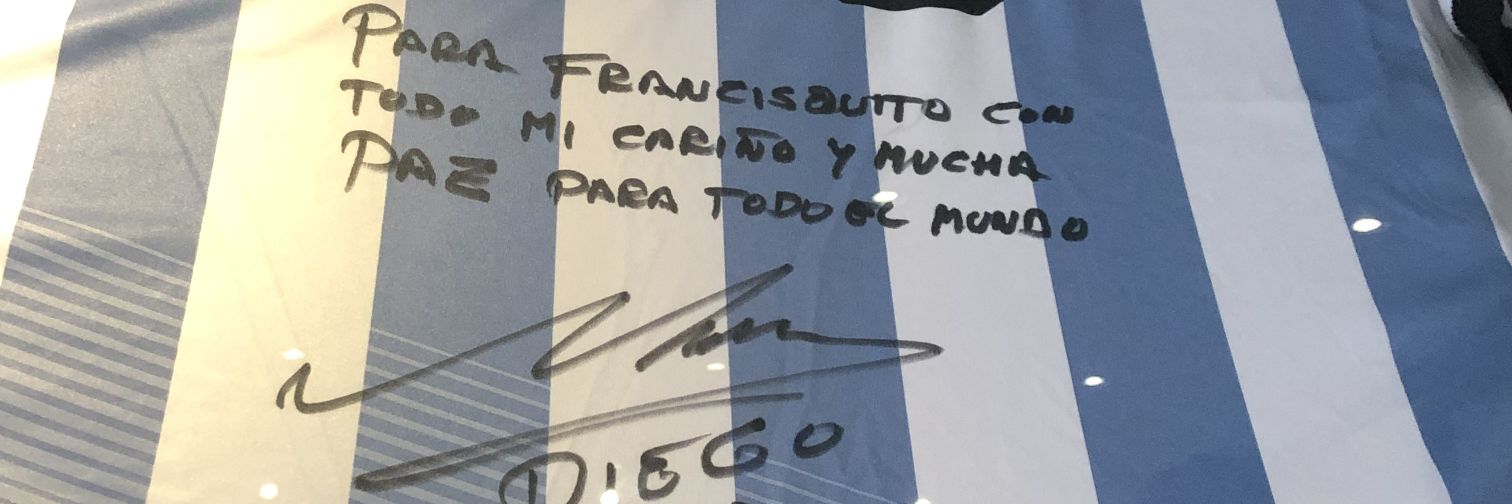 PARA FRANCISQUITO CON
TODO MI CARIÑO Y MUCHA
PAZ PARA TODO EL MUNDO
DIEGO